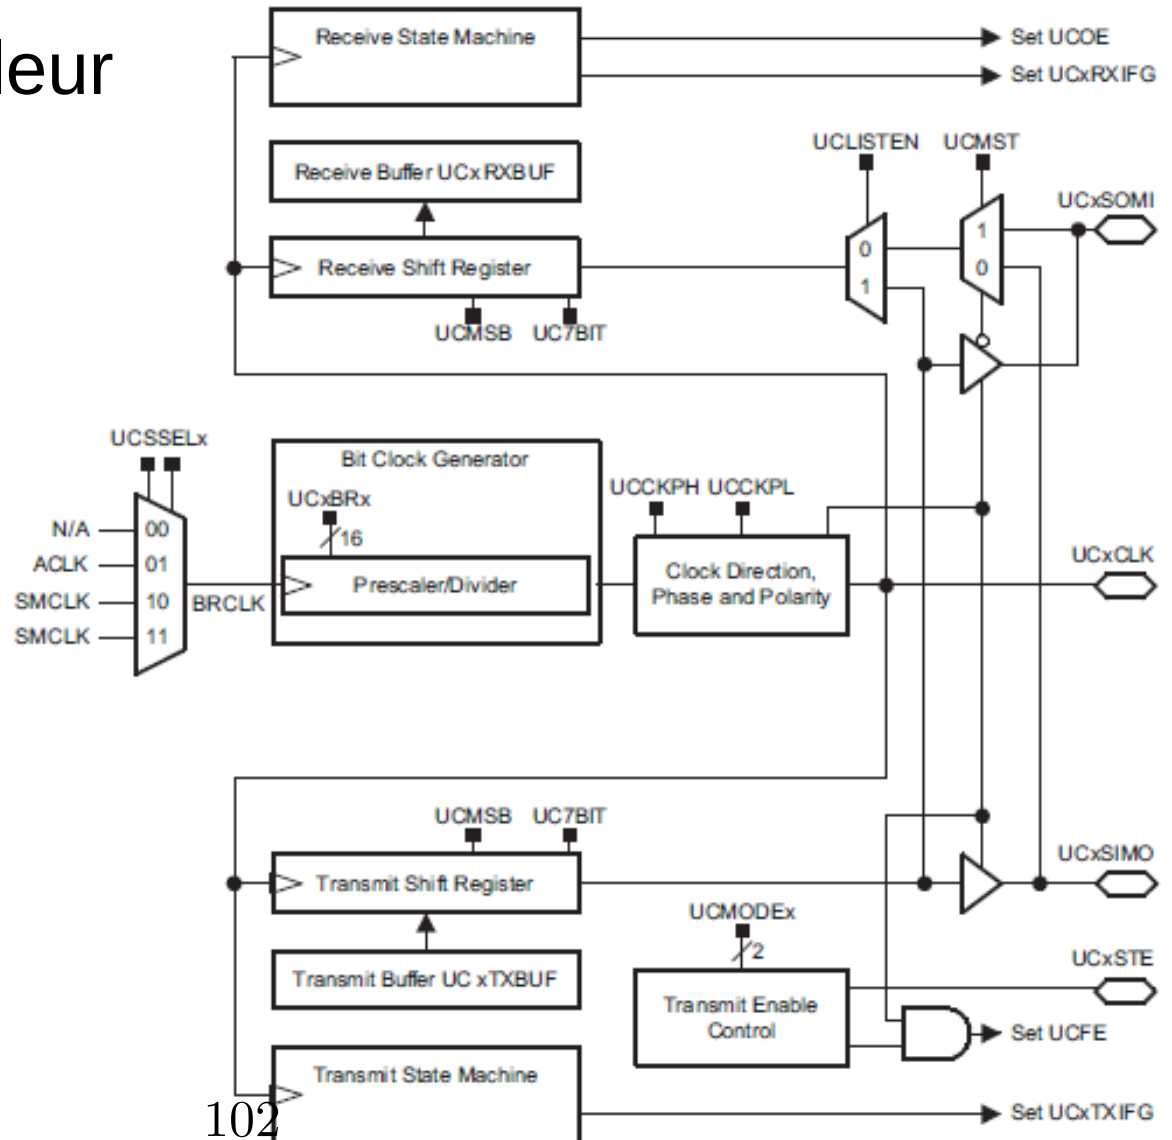 leur
Receive State Machine
Set UCOE
Set UCxRXIFG
UCLISTEN UCMST
Receive Buffer UCx RXBUF
UCxSOMI
1
0
0
1
Receive Shift Register
UCMSB UC7BIT
UCSSELx
Bit Clock Generator
UCxBRx
16
UCCKPH UCCKPL
N/A 00
ACLK 01
SMCLK 10
SMCLK 11
BRCLK
Prescaler/Divider
Clock Direction,
Phase and Polarity
UCxCLK
UCMSB UC7BIT
UCxSIMO
Transmit Shift Register
UCMODEx
2
UCxSTE
Transmit Buffer UC xTXBUF
Transmit Enable
Control
Set UCFE
Transmit State Machine
Set UCxTXIFG
102